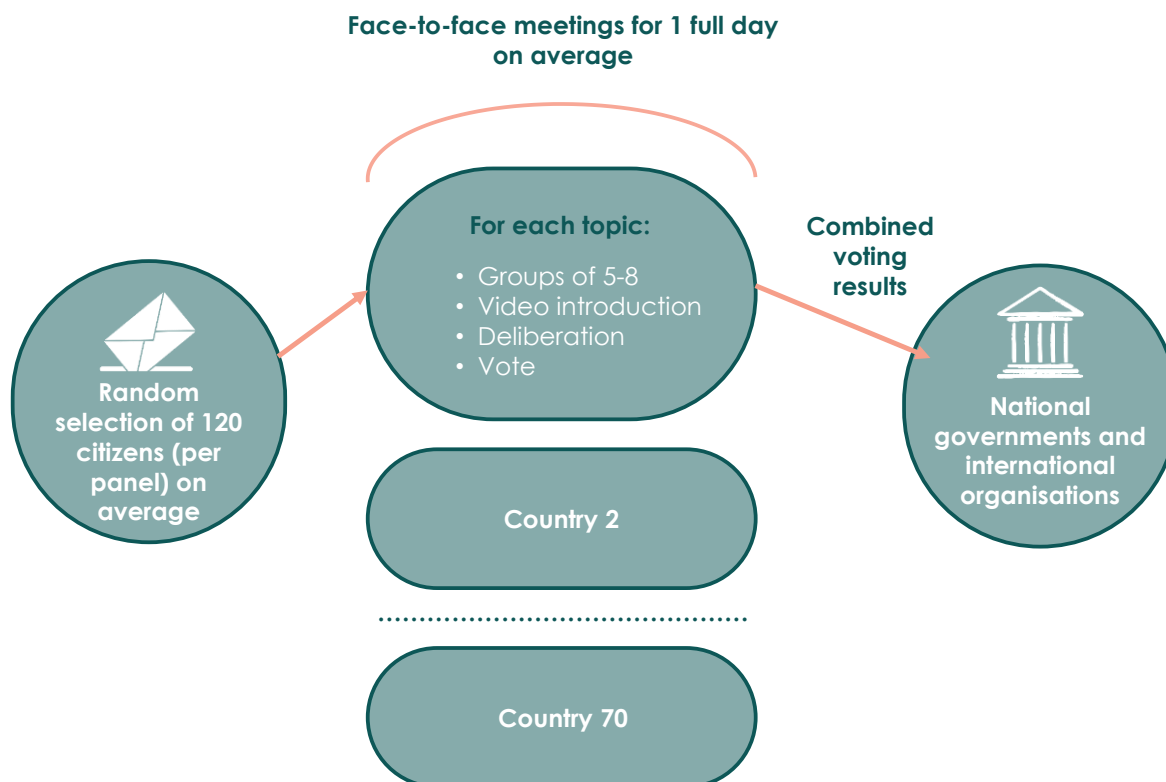 Face-to-face meetings for 1 full day
on average
For each topic:
• Groups of 5-8
• Video introduction
• Deliberation
• Vote
Combined
voting
results
Random
selection of 120
citizens (per
panel) on
average
National
governments and
international
organisations
Country 2
Country 70